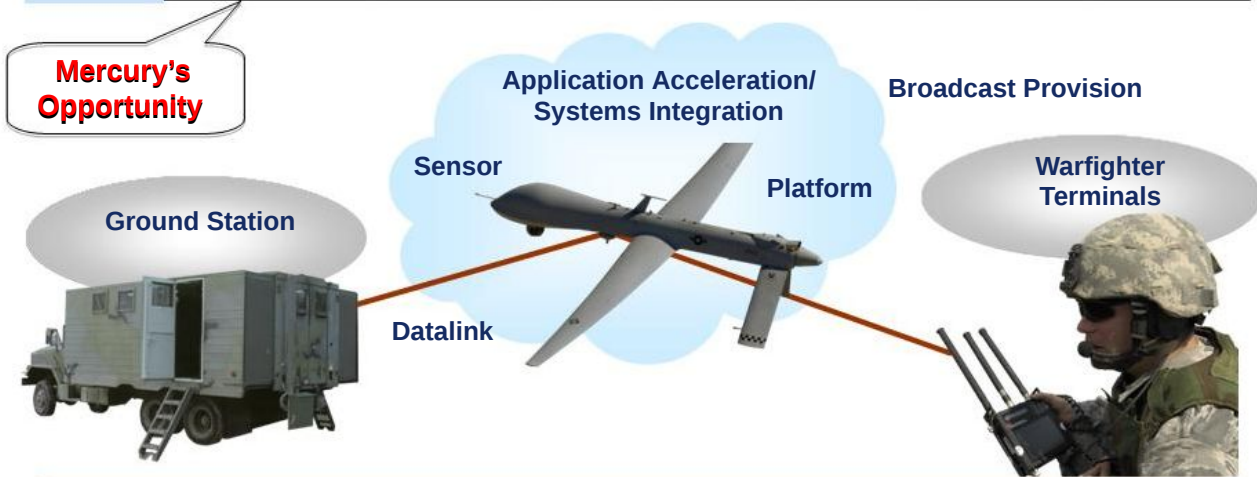 Mercury's
Opportunity
Application Acceleration/
Systems Integration
Broadcast Provision
Sensor
Platform
Warfighter
Terminals
Ground Station
Datalink